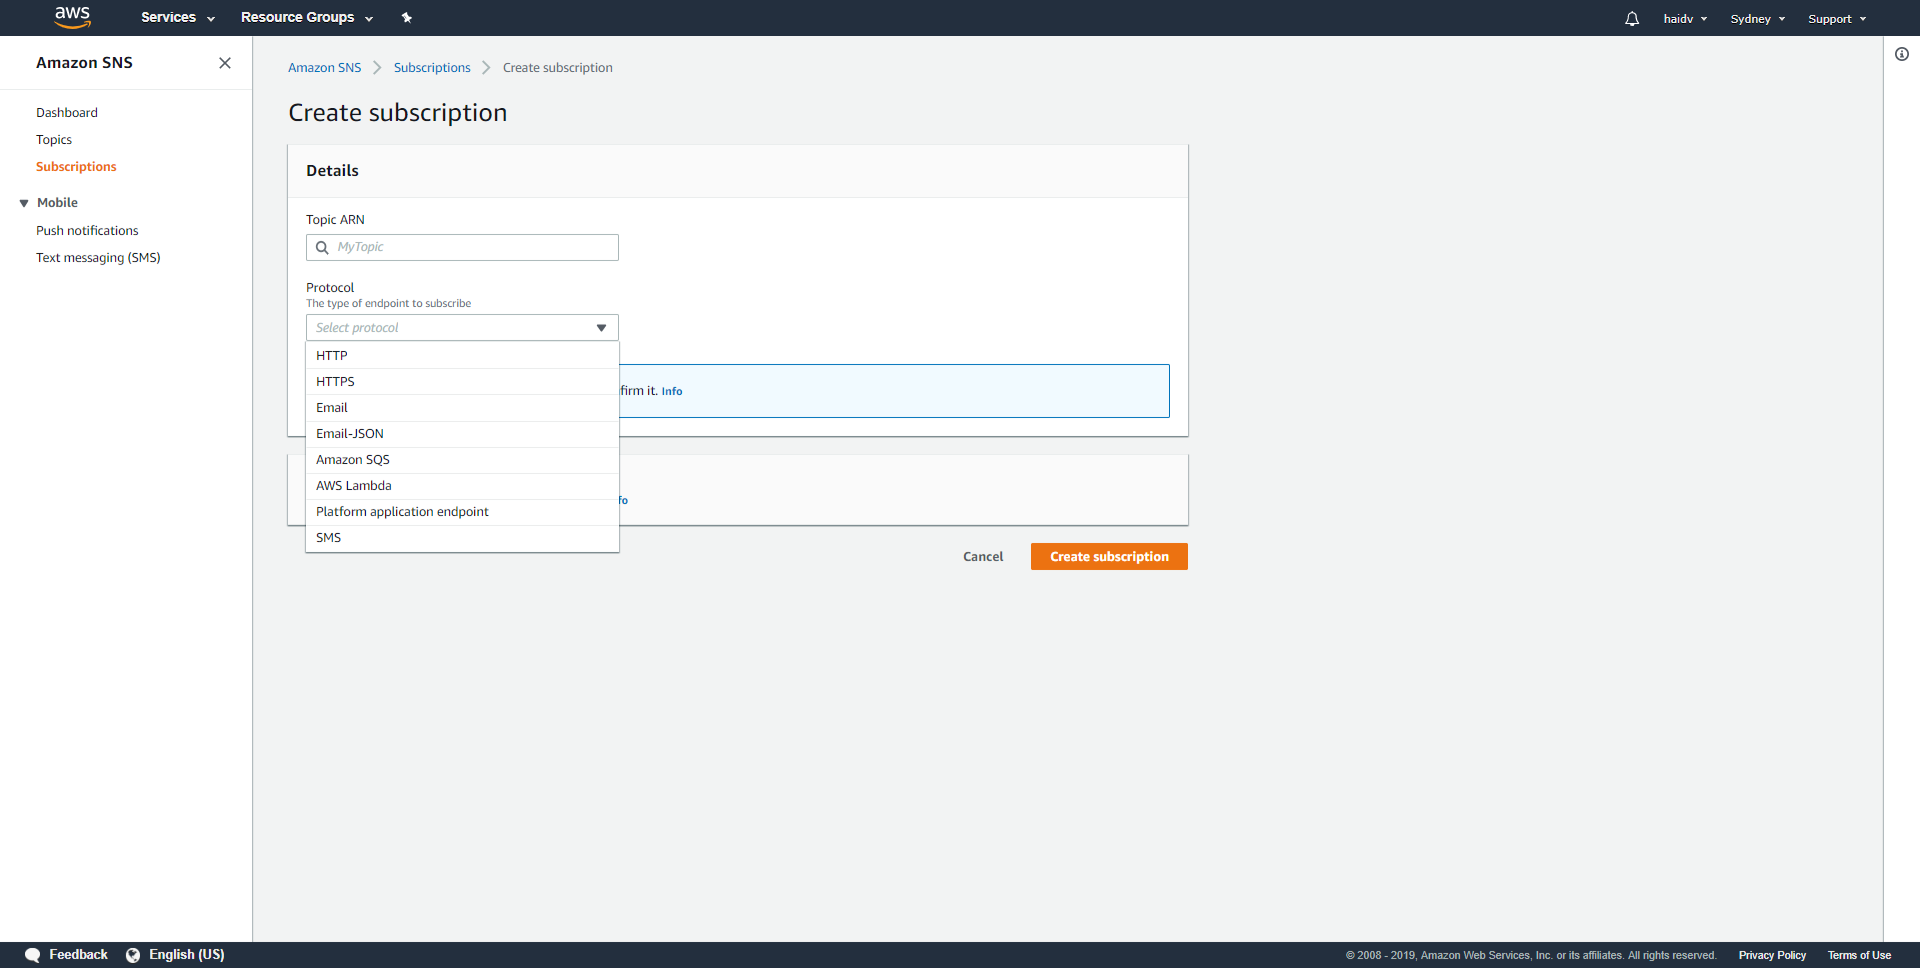 aws
Services
Resource Groups
haidv
Sydney
Support
Amazon SNS
Dashboard
Topics
Subscriptions
Mobile
Push notifications
Text messaging (SMS)
Amazon SNS
Subscriptions
Create subscription
Create subscription
Details
Topic ARN
MyTopic
Protocol
The type of endpoint to subscribe
Select protocol
HTTP
HTTPS
Email
Email-JSON
Amazon SQS
AWS Lambda
Platform application endpoint
SMS
firm it. Info
fo
Cancel
Create subscription
Feedback
English (US)
© 2008 - 2019, Amazon Web Services, Inc. or its affiliates. All rights reserved.
Privacy Policy
Terms of Use